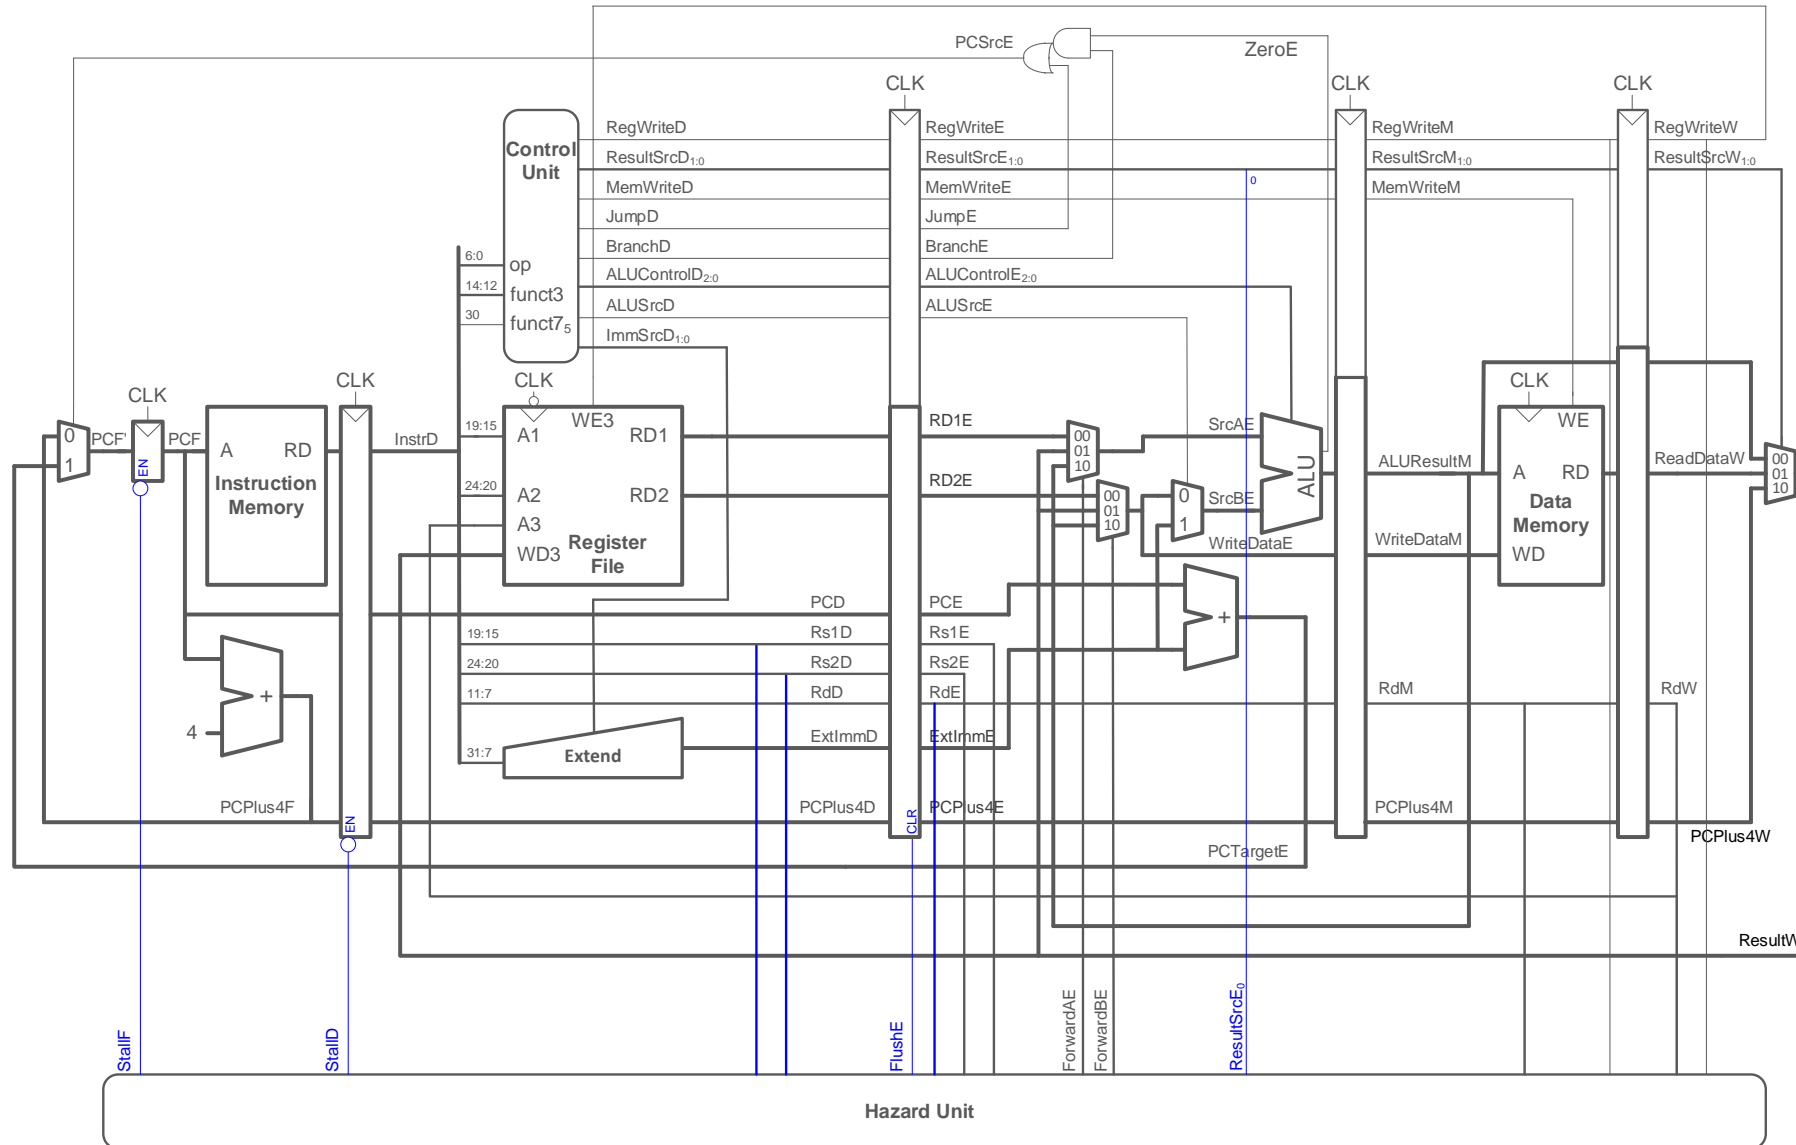 PCSrcE
ZeroE
CLK
CLK
CLK
Control
Unit
RegWriteD
RegWriteE
RegWriteM
RegWriteW
ResultSrcD1:0
ResultSrcE1:0
ResultSrcM1:0
ResultSrcW1:0
0
MemWriteD
MemWriteE
MemWriteM
JumpD
JumpE
BranchD
BranchE
6:0
op
ALUControlD2:0
ALUControlE2:0
14:12
funct3
ALUSrcD
ALUSrcE
30
funct75
ImmSrcD1:0
CLK
CLK
CLK
CLK
0
1
PCF'
EN
PCF
A
RD
Instruction
Memory
InstrD
19:15
A1
WE3
RD1
RD1E
00
01
10
SrcAE
ALU
ALUResultM
A
RD
WE
Data
Memory
WD
ReadDataW
00
01
10
24:20
A2
RD2
RD2E
00
01
10
0
1
SrcBE
A3
WD3
Register
File
WriteDataE
WriteDataM
PCD
PCE
+
19:15
Rs1D
Rs1E
24:20
Rs2D
Rs2E
11:7
RdD
RdE
RdM
RdW
+
4
31:7
Extend
ExtImmD
ExtImmE
PCPlus4F
EN
PCPlus4D
CLR
PCPlus4E
PCPlus4M
PCPlus4W
PCTargetE
ResultW
StallF
StallD
FlushE
ForwardAE
ForwardBE
ResultSrcE0
Hazard Unit